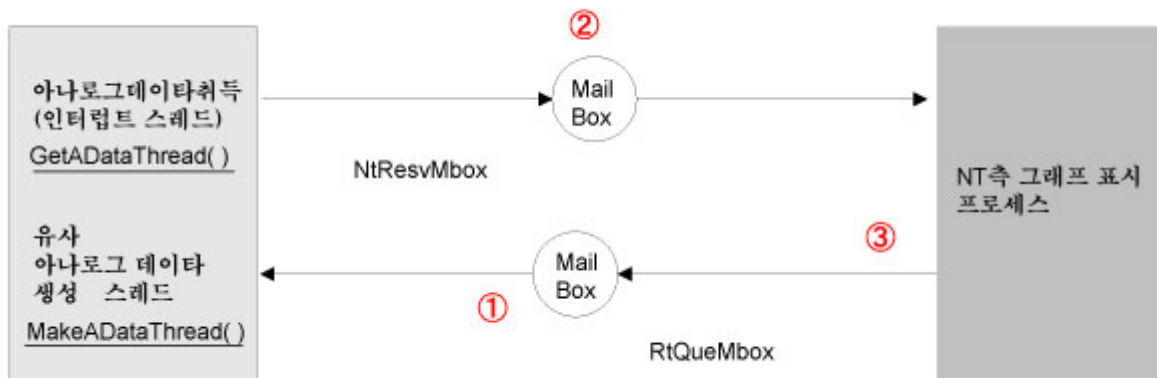 ②
아나로그데이타취득
(인터럽트 스레드)
GetADataThread( )
Mail
Box
NtResvMbox
NT측 그래프 표시
프로세스
유사
아나로그 데이타
생성 스레드
MakeADataThread( )
①
Mail
Box
③
RtQueMbox